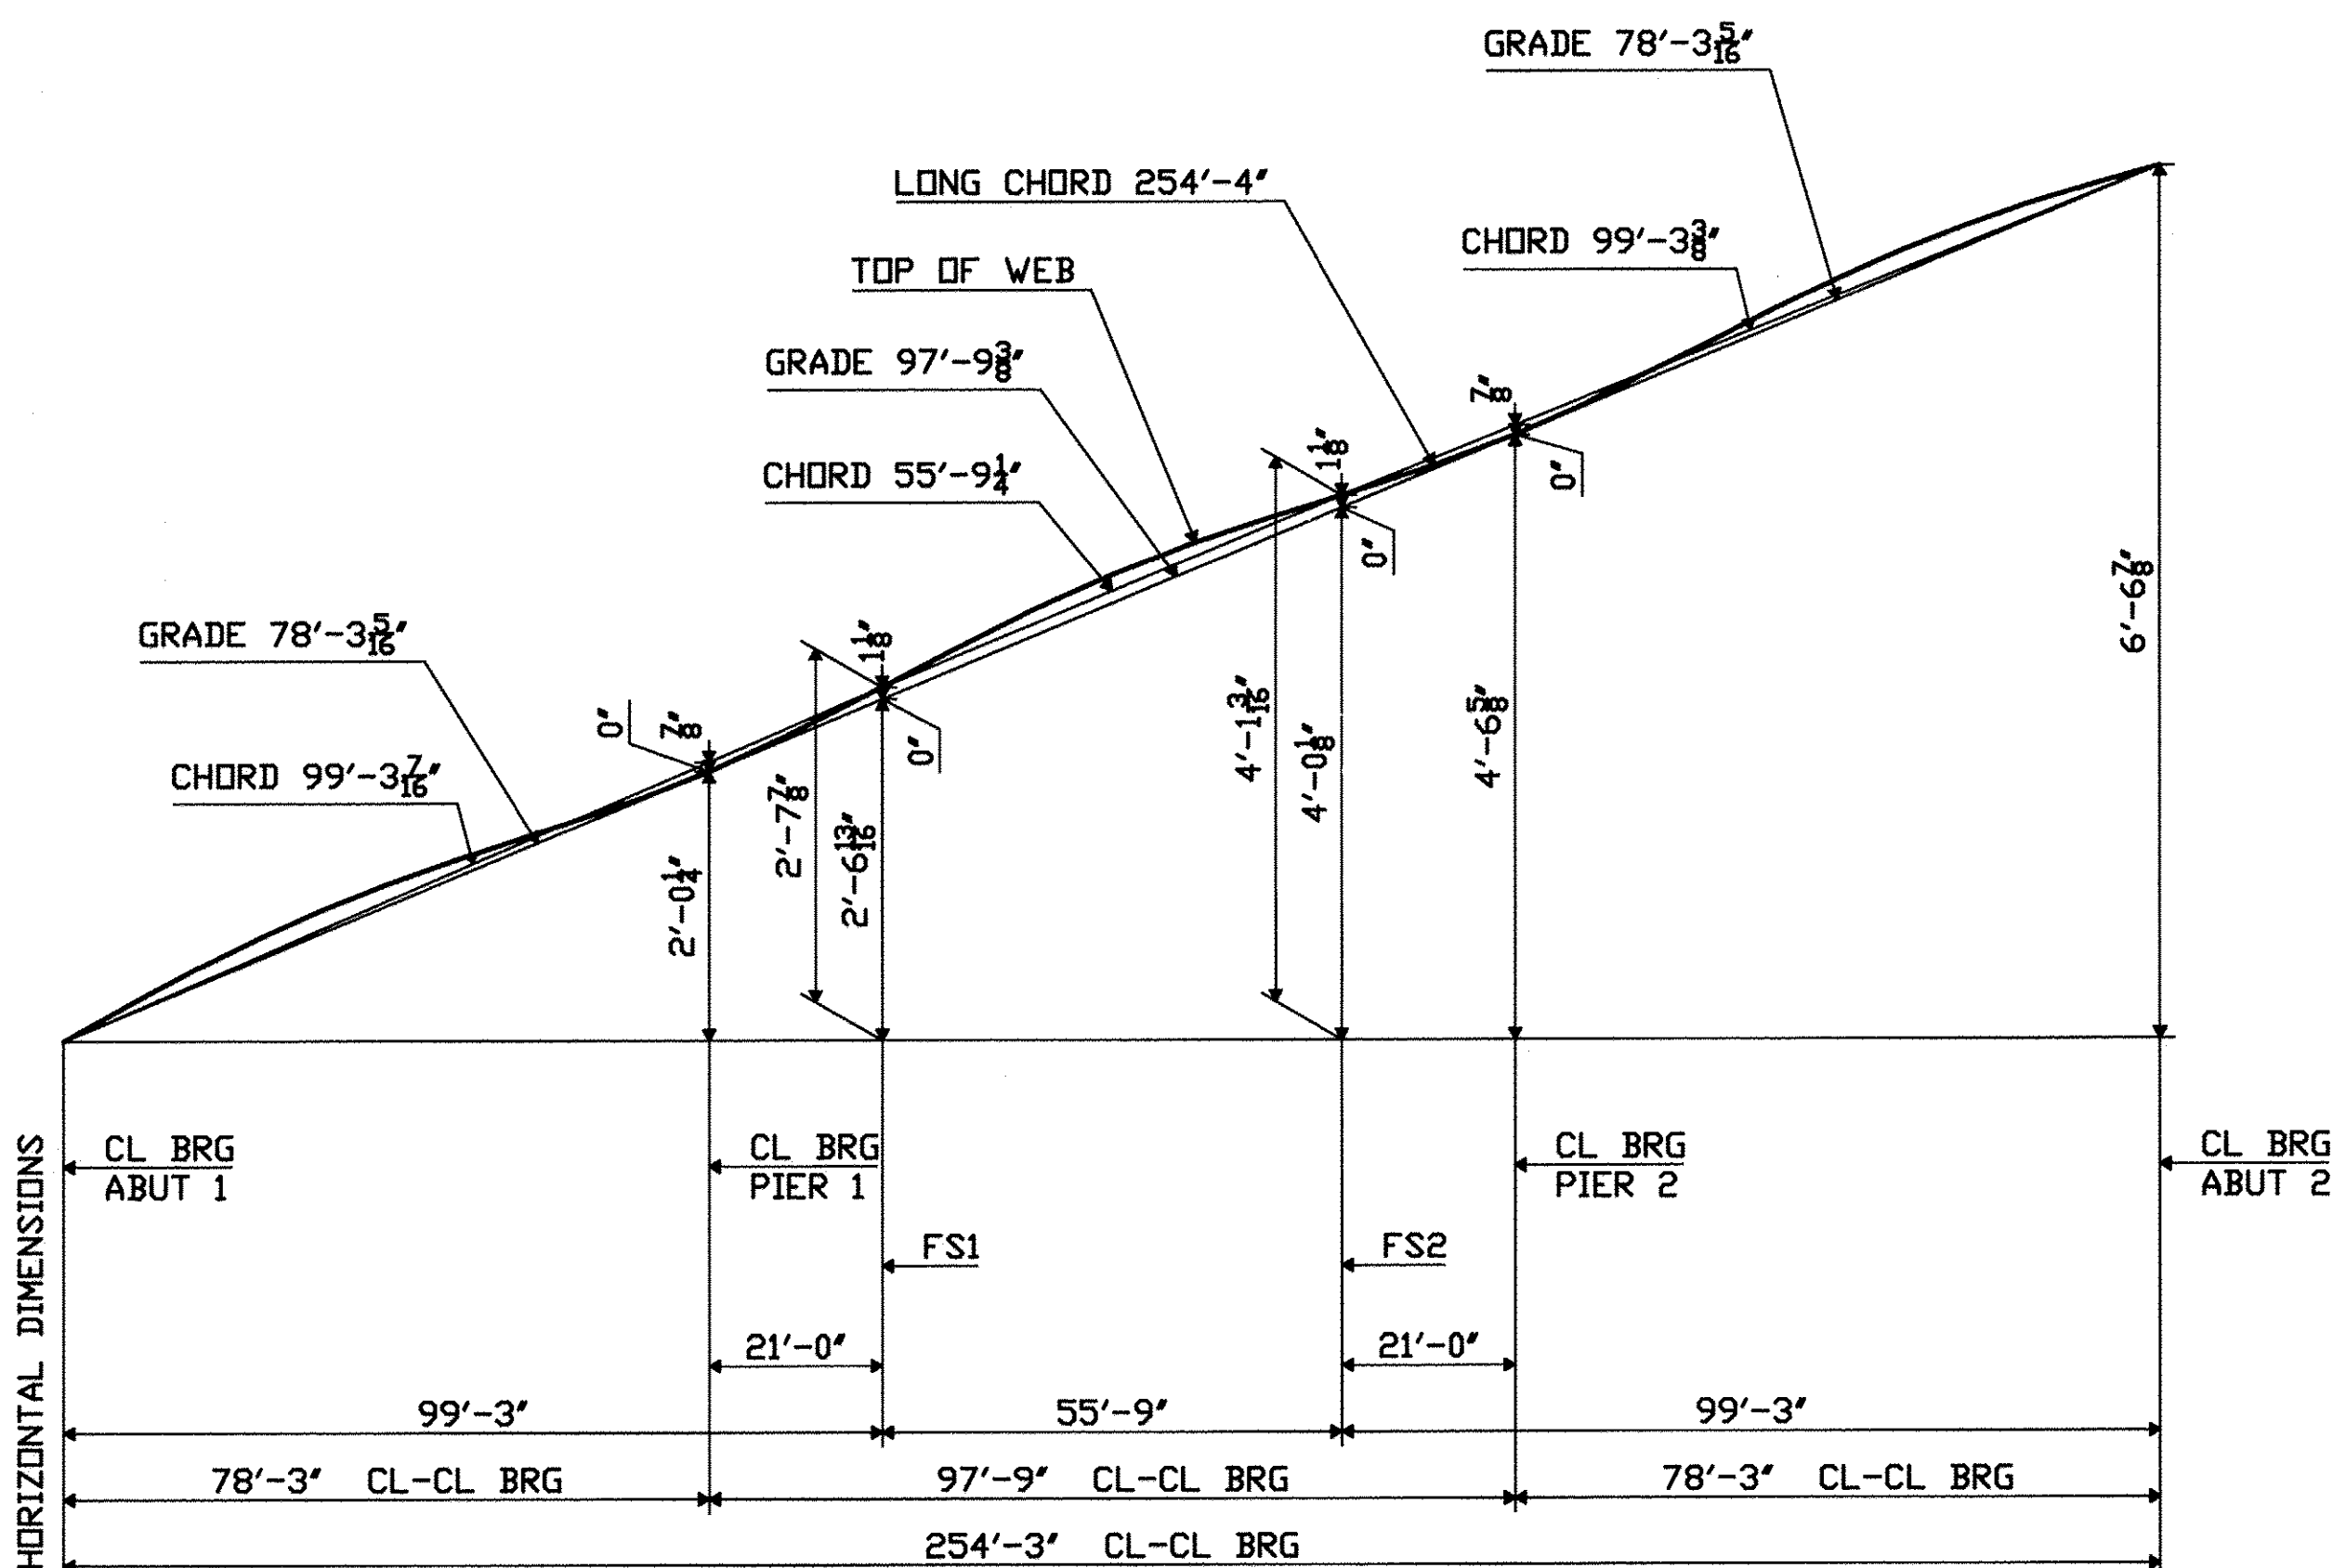 GRADE 78'-3 5/16"
LONG CHORD 254'-4"
CHORD 99'-3 3/8"
TOP OF WEB
GRADE 97'-9 3/8"
7/8"
1 1/8"
CHORD 55'-9 1/4"
0"
0"
6'-6 7/8"
GRADE 78'-3 5/16"
1 1/8"
0"
7/8"
0"
4'-1 3/16"
4'-0 1/8"
4'-6 5/8"
CHORD 99'-3 7/16"
2'-7 7/8"
2'-6 13/16"
2'-0 1/4"
CL BRG
ABUT 1
CL BRG
PIER 1
CL BRG
PIER 2
CL BRG
ABUT 2
FS1
FS2
21'-0"
21'-0"
99'-3"
55'-9"
99'-3"
78'-3" CL-CL BRG
97'-9" CL-CL BRG
78'-3" CL-CL BRG
254'-3" CL-CL BRG
HORIZONTAL DIMENSIONS